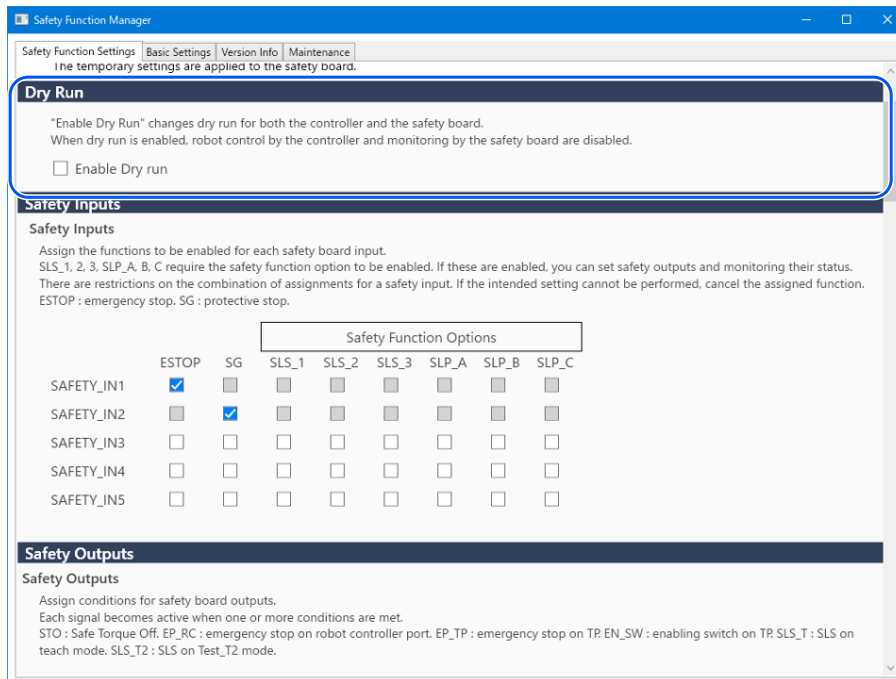 Safety Function Manager
Safety Function Settings Basic Settings Version Info Maintenance
The temporary settings are applied to the safety board.
Dry Run
"Enable Dry Run" changes dry run for both the controller and the safety board.
When dry run is enabled, robot control by the controller and monitoring by the safety board are disabled.
Enable Dry run
Safety Inputs
Safety Inputs
Assign the functions to be enabled for each safety board input.
SLS_1, 2, 3, SLP_A, B, C require the safety function option to be enabled. If these are enabled, you can set safety outputs and monitoring their status.
There are restrictions on the combination of assignments for a safety input. If the intended setting cannot be performed, cancel the assigned function.
ESTOP : emergency stop. SG : protective stop.
Safety Function Options
ESTOP SG SLS_1 SLS_2 SLS_3 SLP_A SLP_B SLP_C
SAFETY_IN1
SAFETY_IN2
SAFETY_IN3
SAFETY_IN4
SAFETY_IN5
Safety Outputs
Safety Outputs
Assign conditions for safety board outputs.
Each signal becomes active when one or more conditions are met.
STO : Safe Torque Off. EP_RC : emergency stop on robot controller port. EP_TP : emergency stop on TP. EN_SW : enabling switch on TP. SLS_T : SLS on
teach mode. SLS_T2 : SLS on Test_T2 mode.